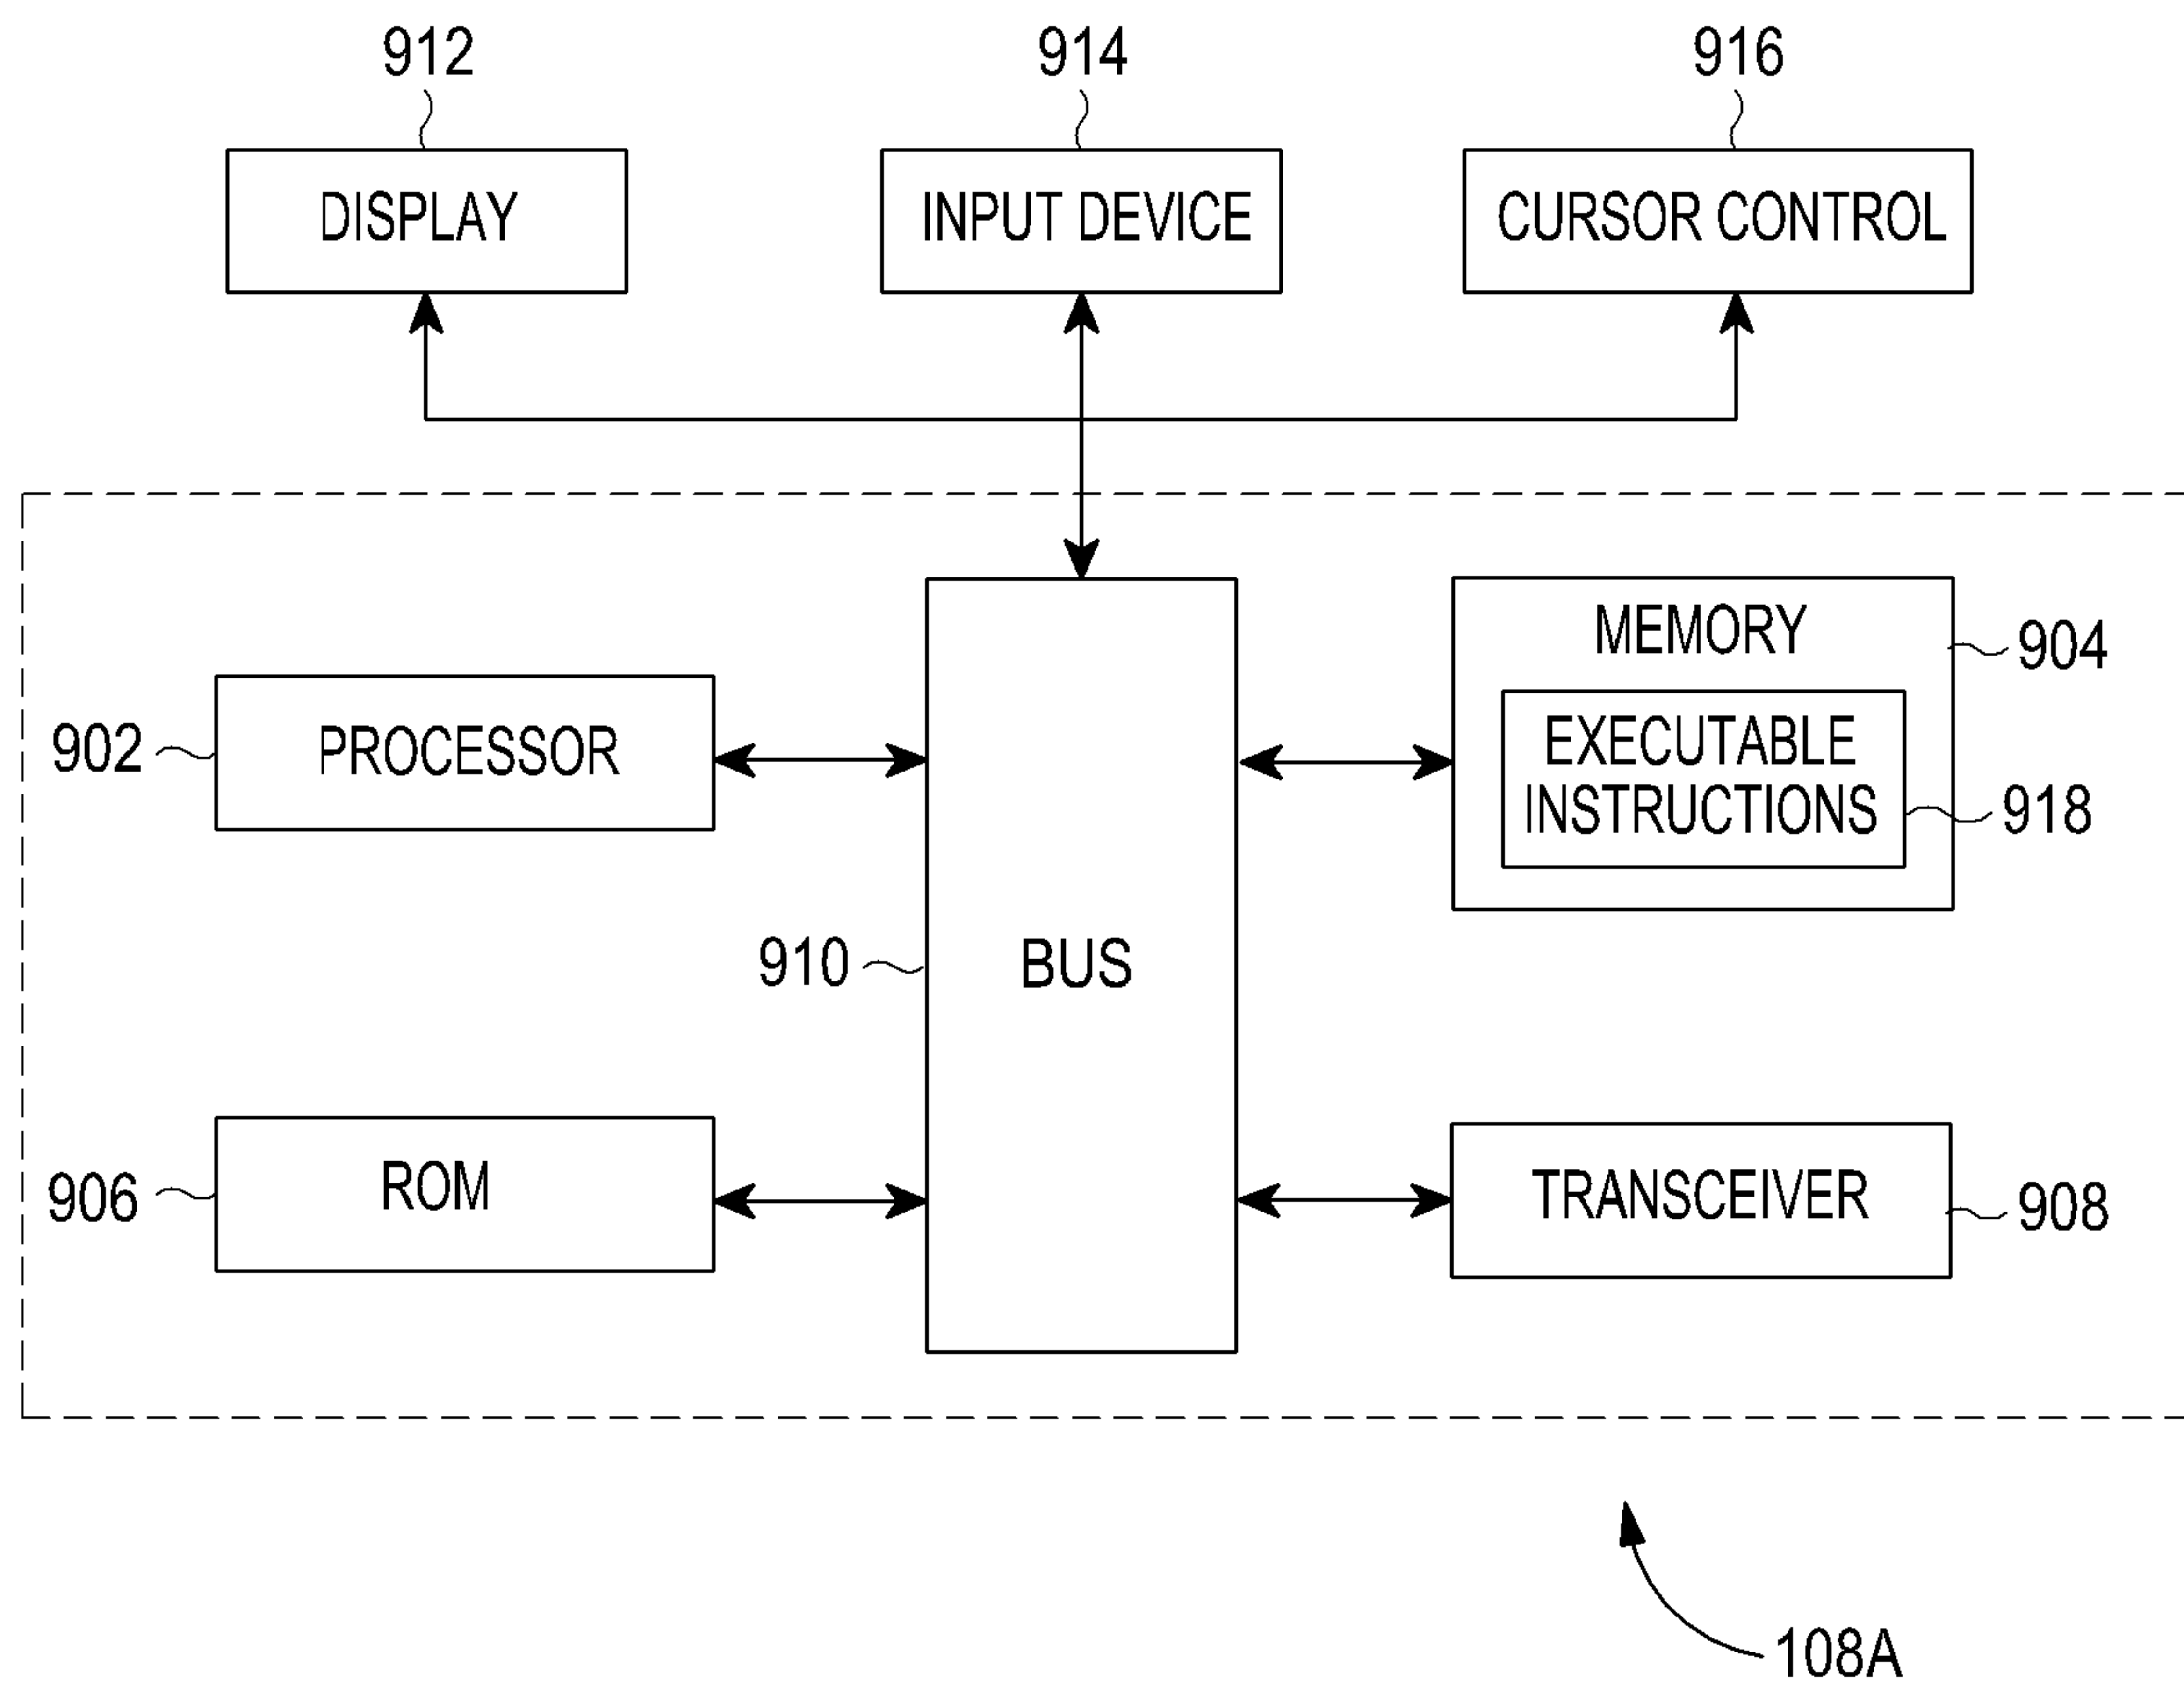 912
914
916
DISPLAY
INPUT DEVICE
CURSOR CONTROL
MEMORY
904
902
PROCESSOR
EXECUTABLE
INSTRUCTIONS
918
910
BUS
906
ROM
TRANSCEIVER
908
108A